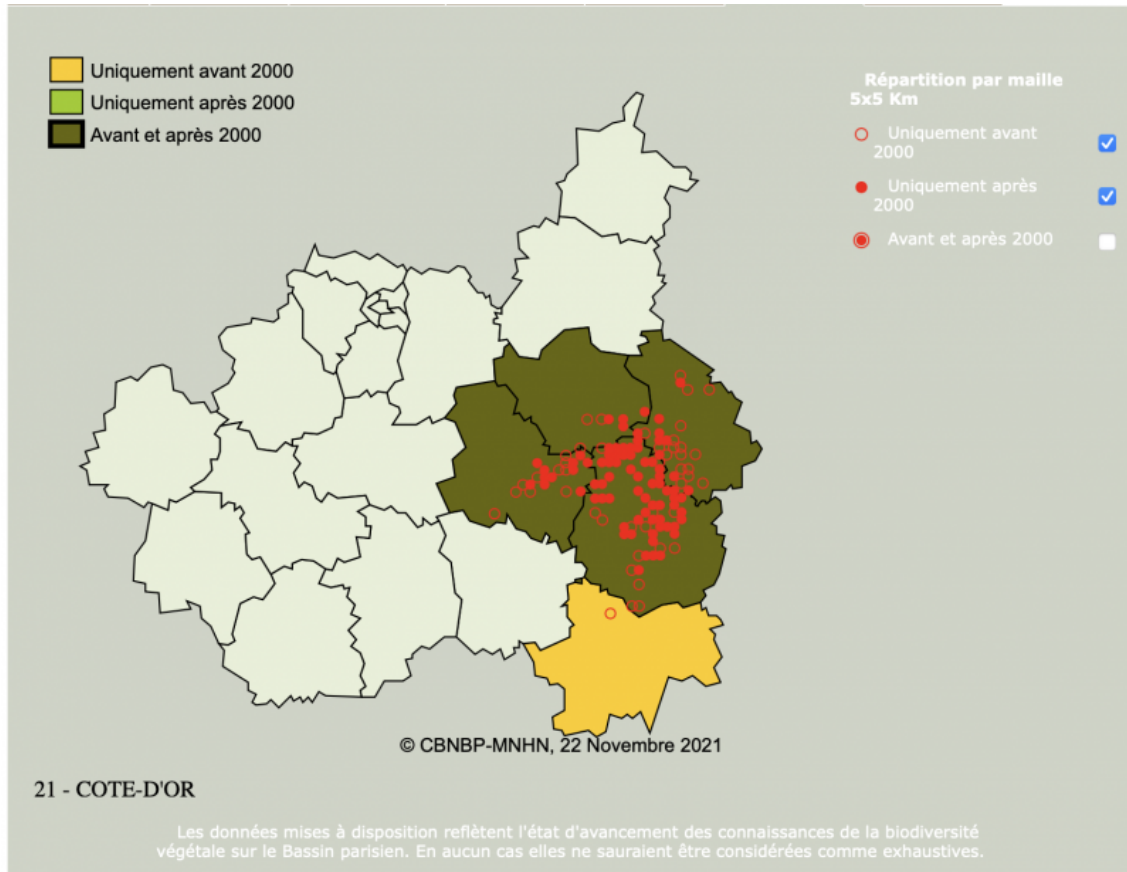 Uniquement avant 2000
Uniquement après 2000
Avant et après 2000
Répartition par maille
5x5 Km
Uniquement avant
2000
Uniquement après
2000
Avant et après 2000
© CBNBP-MNHN, 22 Novembre 2021
21 - COTE-D'OR
Les données mises à disposition reflètent l'état d'avancement des connaissances de la biodiversité
végétale sur le Bassin parisien. En aucun cas elles ne sauraient être considérées comme exhaustives.